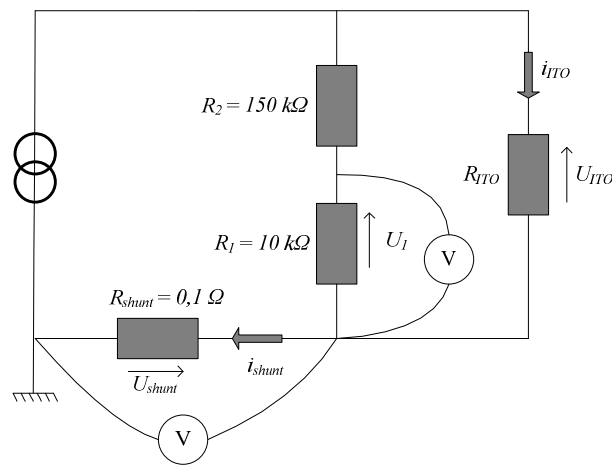 i_ITO
R_2 = 150 kΩ
R_ITO
U_ITO
R_1 = 10 kΩ
U_1
V
R_shunt = 0,1 Ω
i_shunt
U_shunt
V